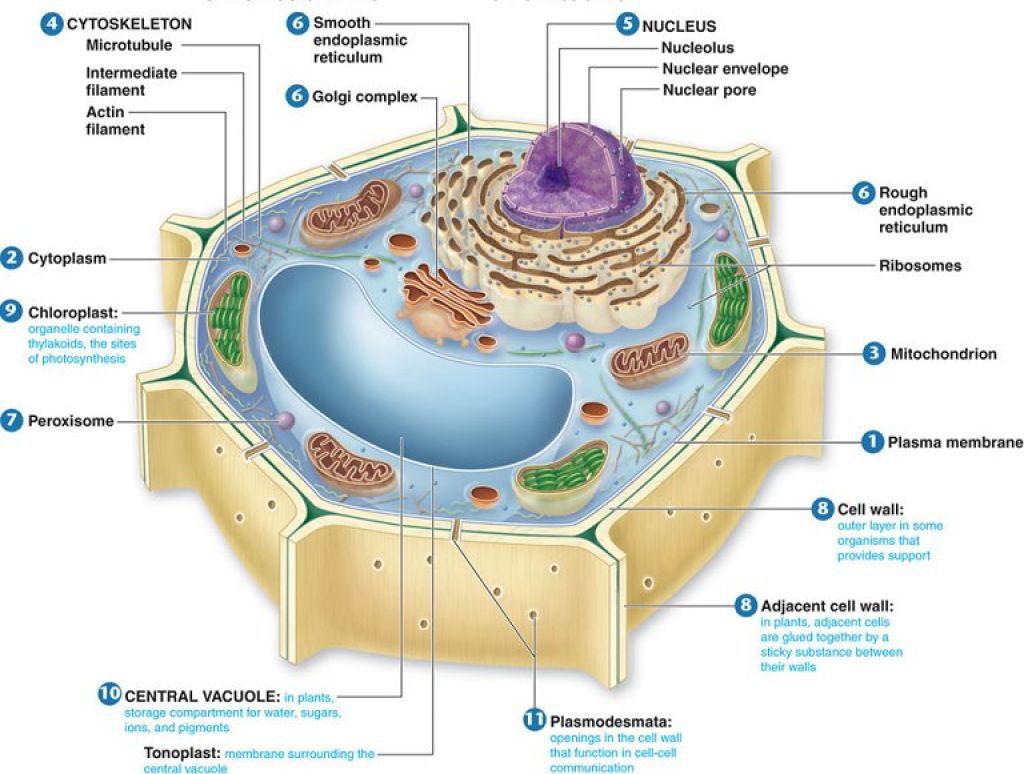 4 CYTOSKELETON
Microtubule
Intermediate
filament
Actin
filament
6 Smooth
endoplasmic
reticulum
6 Golgi complex
5 NUCLEUS
Nucleolus
Nuclear envelope
Nuclear pore
6 Rough
endoplasmic
reticulum
Ribosomes
2 Cytoplasm
9 Chloroplast:
organelle containing
thylakoids, the sites
of photosynthesis
3 Mitochondrion
7 Peroxisome
1 Plasma membrane
8 Cell wall:
outer layer in some
organisms that
provides support
8 Adjacent cell wall:
in plants, adjacent cells
are glued together by a
sticky substance between
their walls
10 CENTRAL VACUOLE: in plants,
storage compartment for water, sugars,
ions, and pigments
Tonoplast: membrane surrounding the
central vacuole
11 Plasmodesmata:
openings in the cell wall
that function in cell-cell
communication